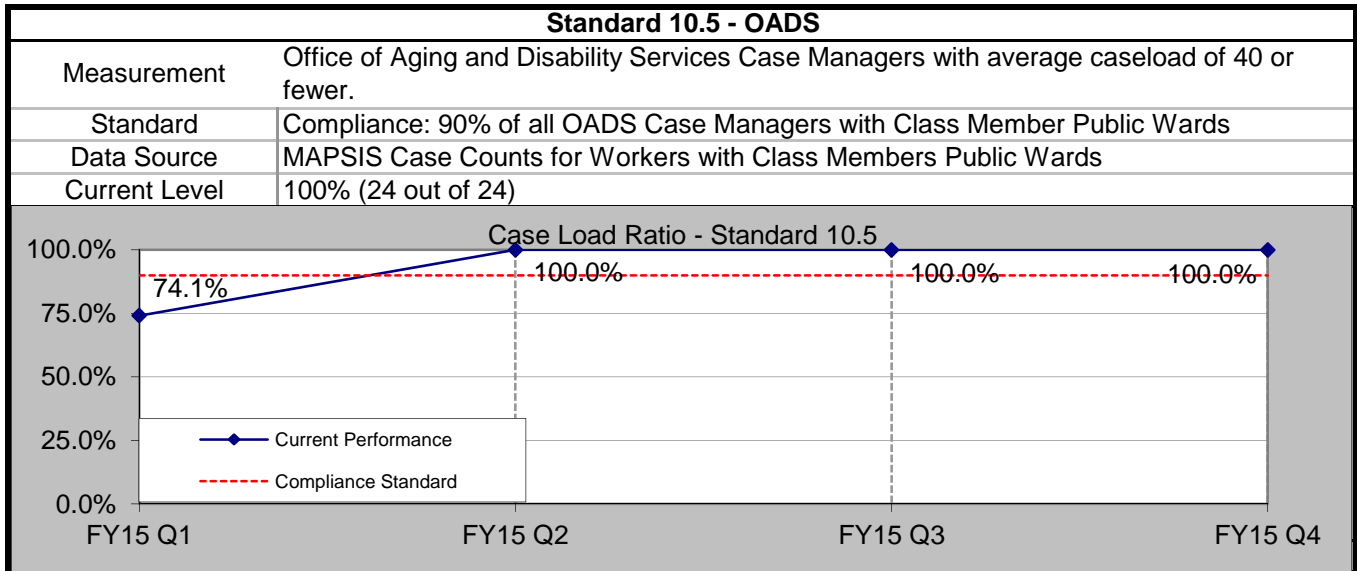 Standard 10.5 - OADS
Measurement
Office of Aging and Disability Services Case Managers with average caseload of 40 or
fewer.
Standard
Compliance: 90% of all OADS Case Managers with Class Member Public Wards
Data Source
MAPSIS Case Counts for Workers with Class Members Public Wards
Current Level
100% (24 out of 24)
Case Load Ratio - Standard 10.5
100.0%
75.0%
50.0%
25.0%
0.0%
74.1%
100.0%
100.0%
100.0%
Current Performance
Compliance Standard
FY15 Q1
FY15 Q2
FY15 Q3
FY15 Q4